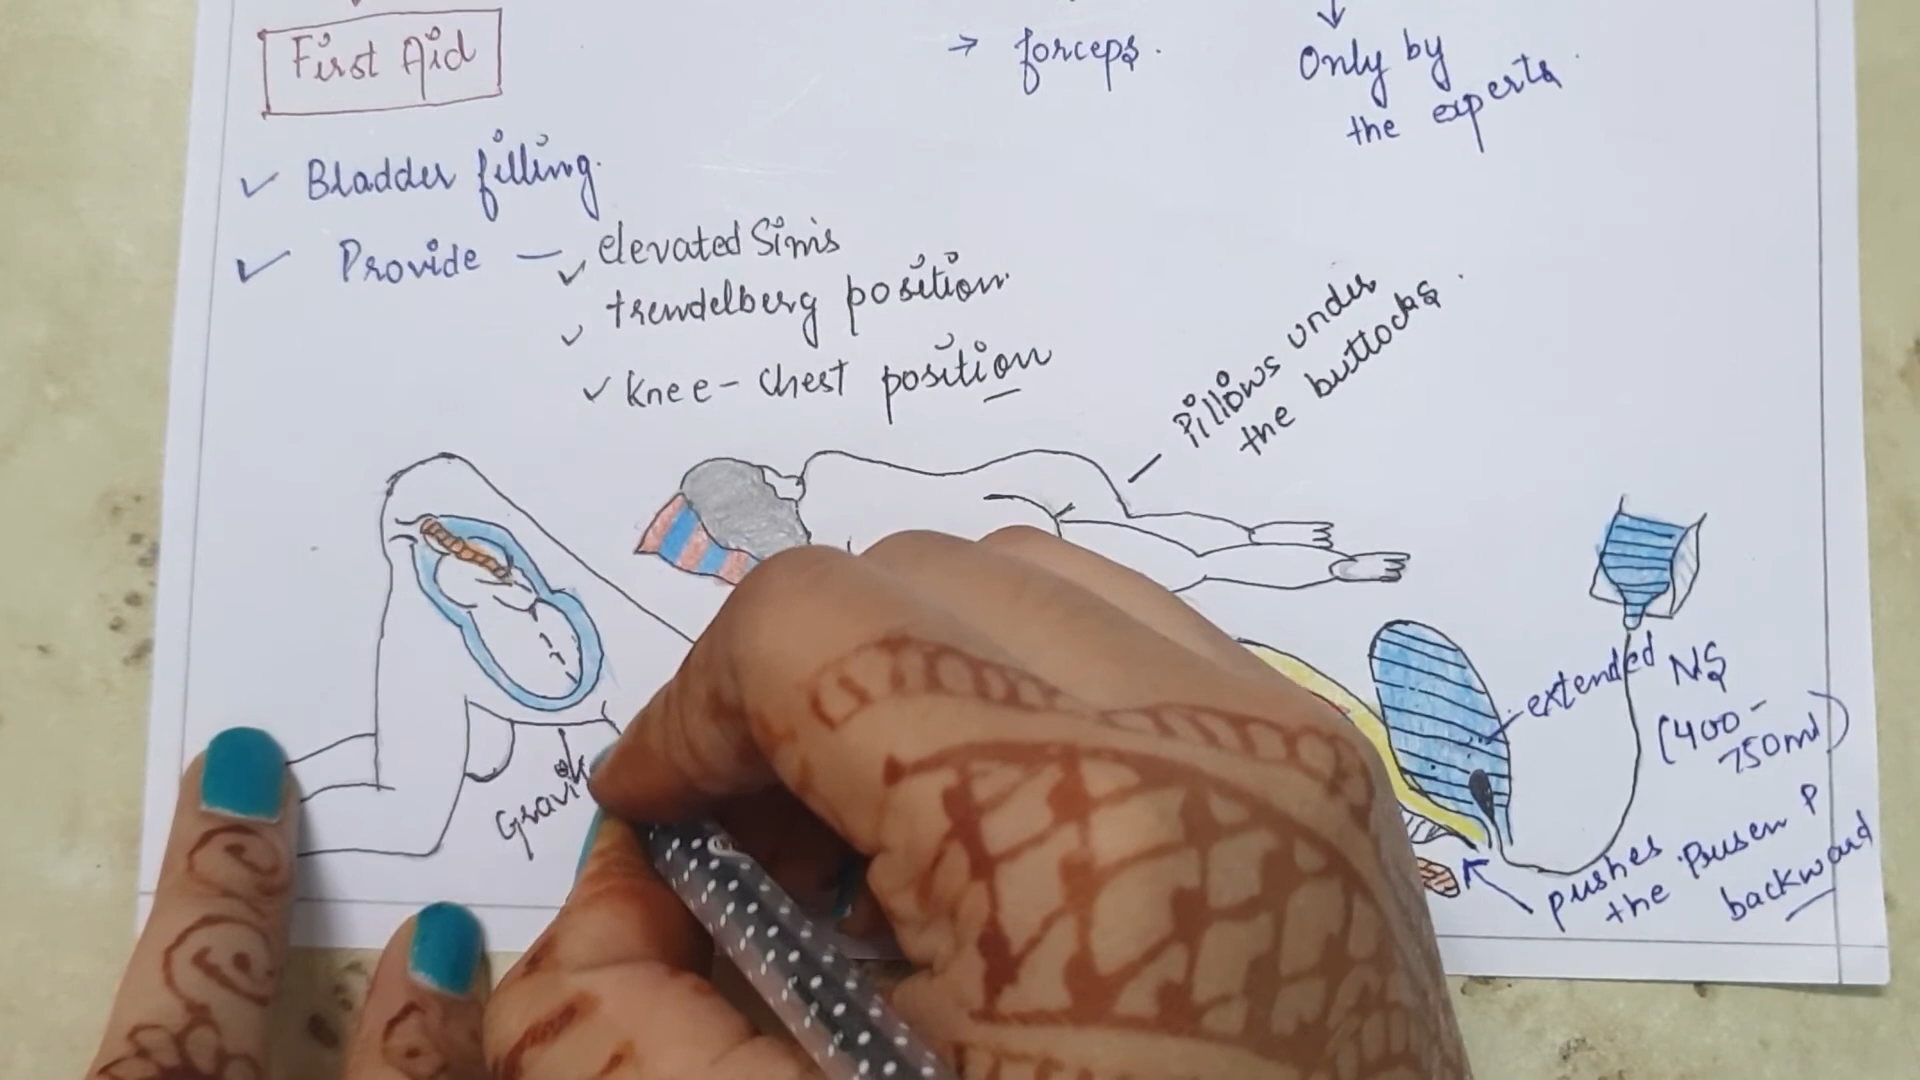 First Aid
→ forceps.
↓
Only by
the experts
✓ Bladder filling.
✓ Provide - ✓ elevated Sim's
✓ trendelberg position.
✓ Knee-chest position
Pillows under
the buttocks.
extended
NS
(400-
750ml)
pushes
the Presen P
backward